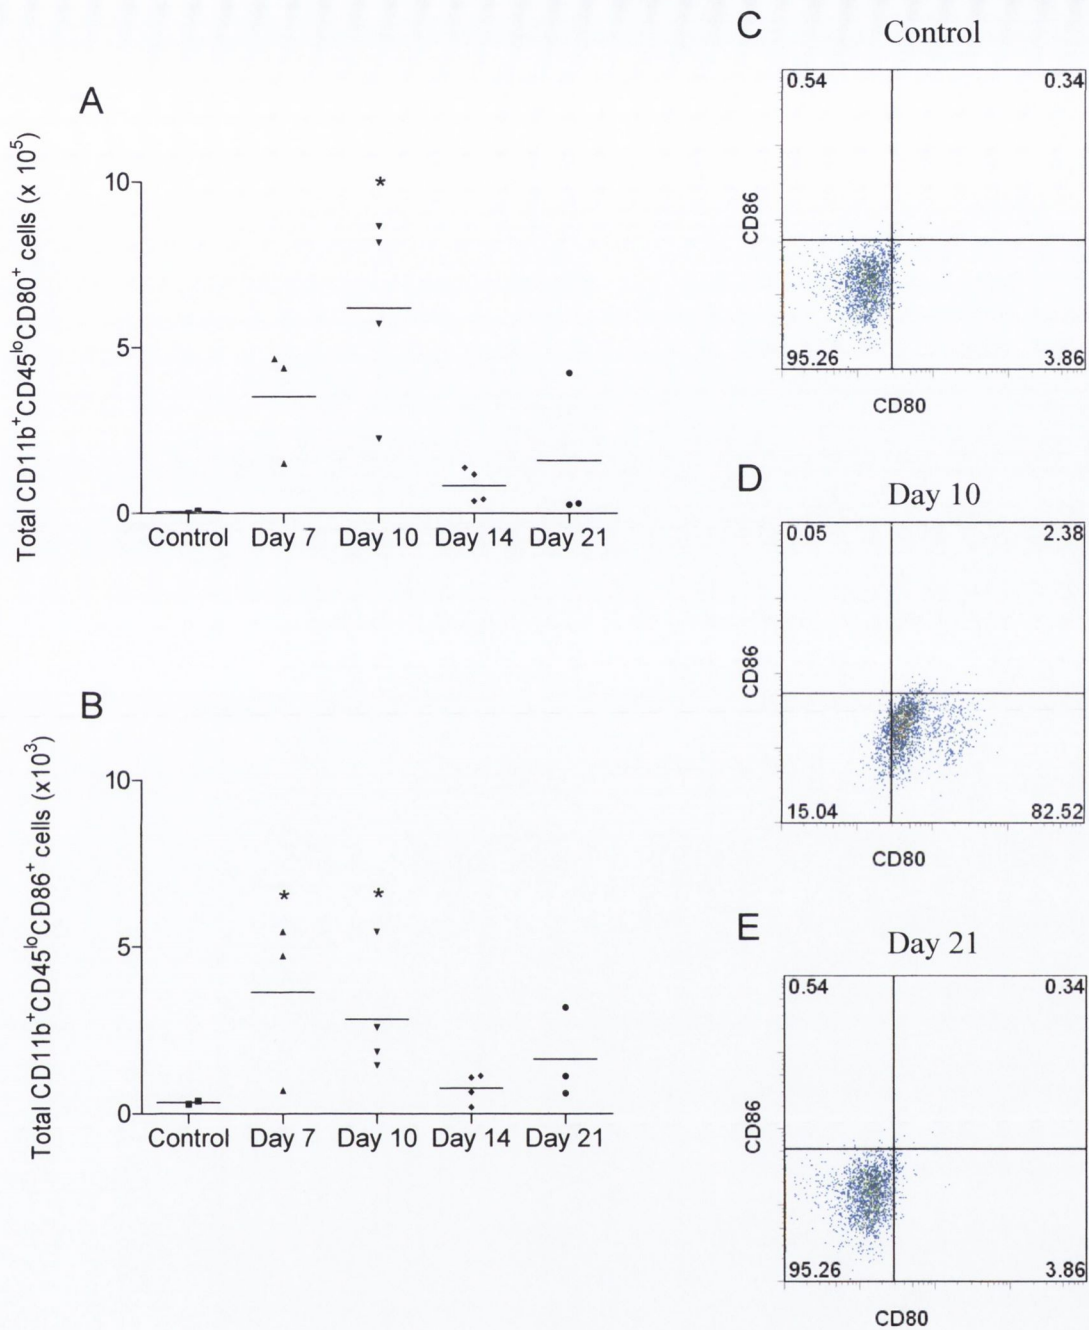 A
Total CD11b⁺CD45ˡᵒCD80⁺ cells (x 10⁵)
10
*
5
0
Control Day 7 Day 10 Day 14 Day 21
B
Total CD11b⁺CD45ˡᵒCD86⁺ cells (x10³)
10
* *
5
0
Control Day 7 Day 10 Day 14 Day 21
C
Control
0.54 0.34
CD86
95.26 3.86
CD80
D
Day 10
0.05 2.38
CD86
15.04 82.52
CD80
E
Day 21
0.54 0.34
CD86
95.26 3.86
CD80